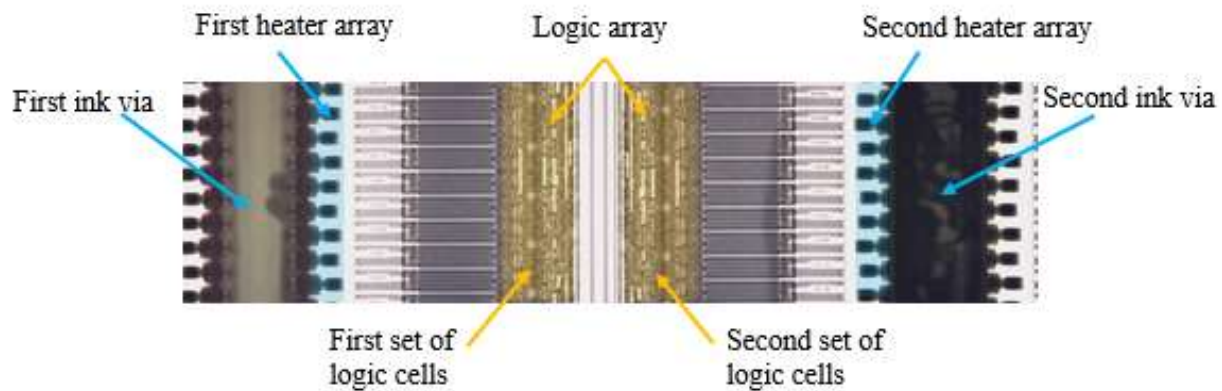 First heater array
Logic array
Second heater array
First ink via
Second ink via
First set of
logic cells
Second set of
logic cells